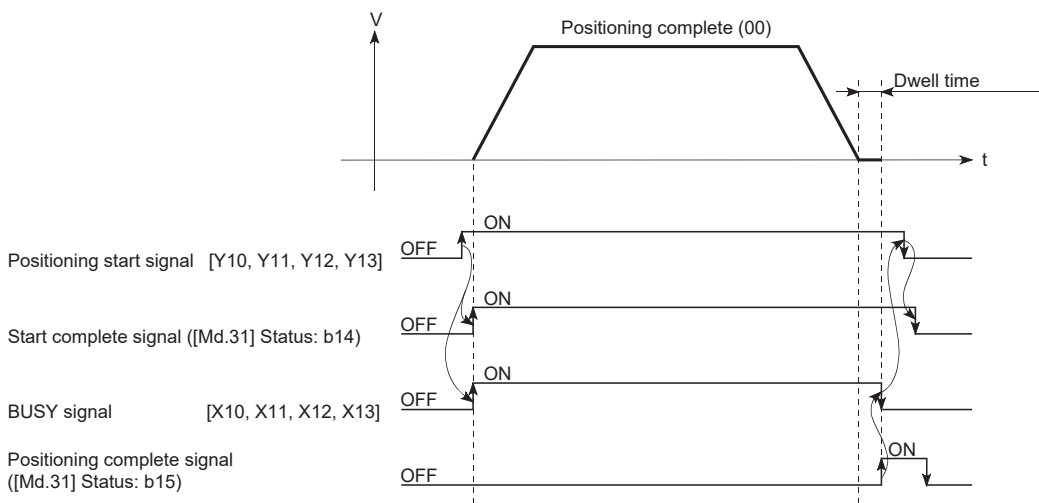 V
Positioning complete (00)
Dwell time
t
ON
OFF
Positioning start signal [Y10, Y11, Y12, Y13]
ON
OFF
Start complete signal ([Md.31] Status: b14)
ON
OFF
BUSY signal [X10, X11, X12, X13]
ON
OFF
Positioning complete signal
([Md.31] Status: b15)